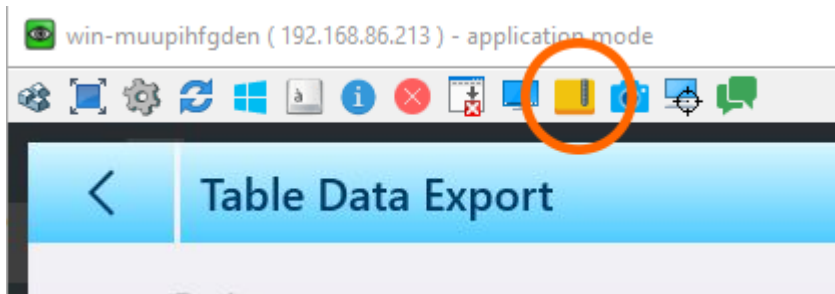 win-muupihfgden ( 192.168.86.213 ) - application mode
à
i
Table Data Export